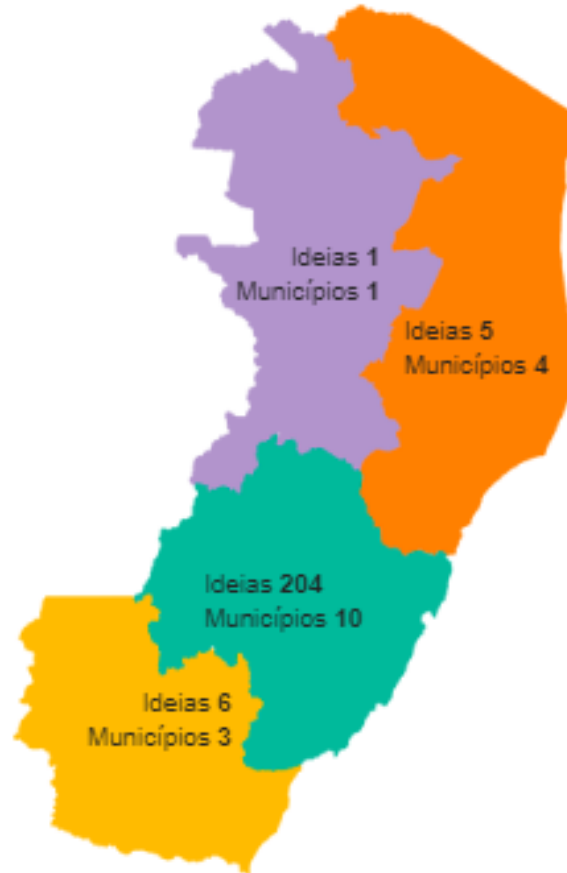 Ideias 1
Municípios 1
Ideias 5
Municípios 4
Ideias 204
Municípios 10
Ideias 6
Municípios 3